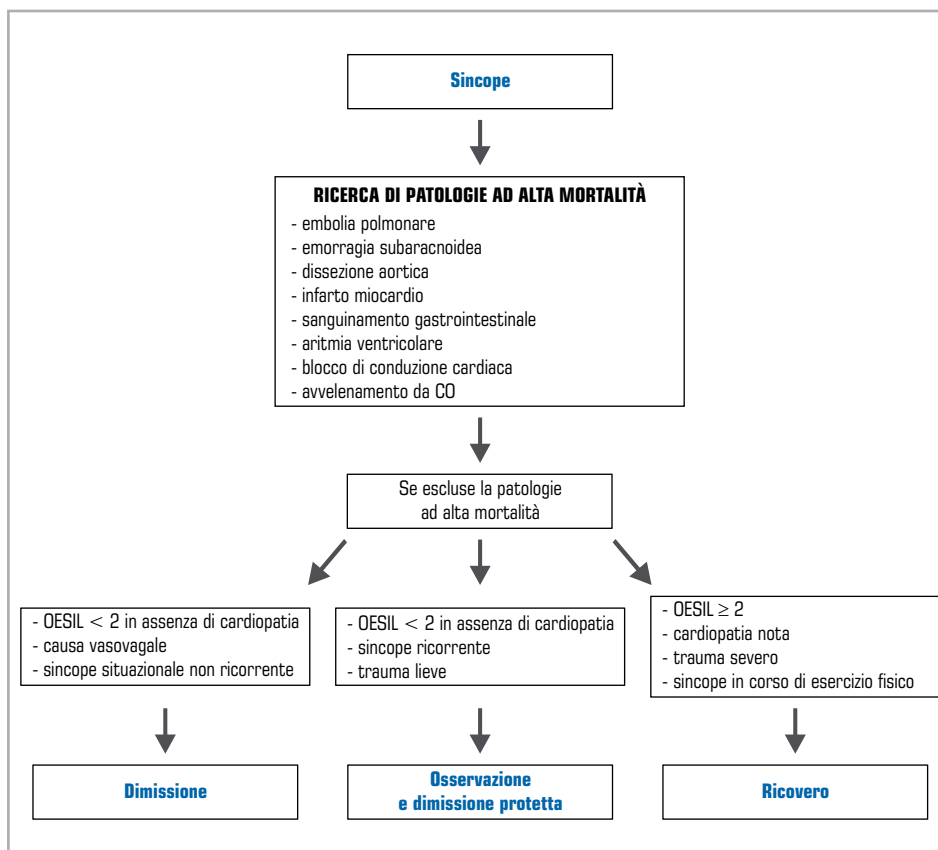 Sincope
RICERCA DI PATOLOGIE AD ALTA MORTALITÀ
- embolia polmonare
- emorragia subaracnoidea
- dissezione aortica
- infarto miocardio
- sanguinamento gastrointestinale
- aritmia ventricolare
- blocco di conduzione cardiaca
- avvelenamento da CO
Se escluse la patologie
ad alta mortalità
- OESIL < 2 in assenza di cardiopatia
- causa vasovagale
- sincope situazionale non ricorrente
- OESIL < 2 in assenza di cardiopatia
- sincope ricorrente
- trauma lieve
- OESIL ≥ 2
- cardiopatia nota
- trauma severo
- sincope in corso di esercizio fisico
Dimissione
Osservazione
e dimissione protetta
Ricovero